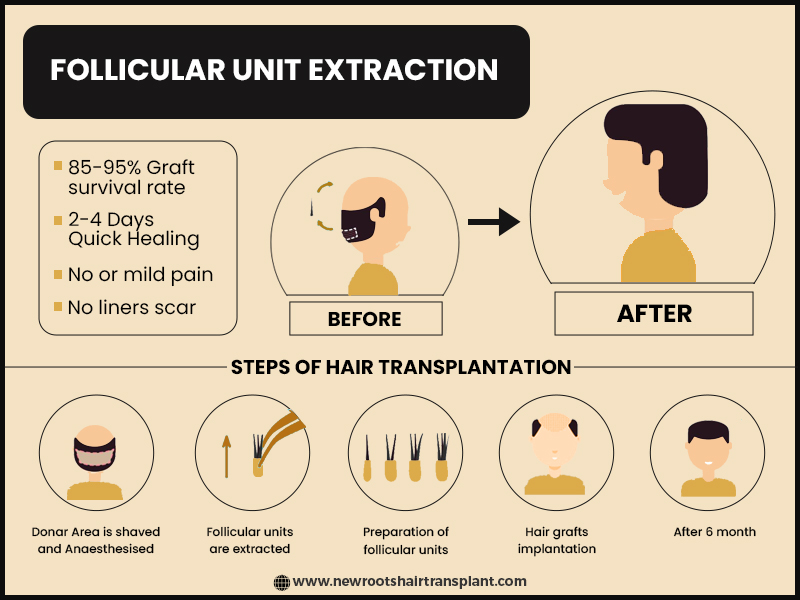 FOLLICULAR UNIT EXTRACTION
85-95% Graft
survival rate
2-4 Days
Quick Healing
No or mild pain
No liners scar
BEFORE
AFTER
STEPS OF HAIR TRANSPLANTATION
Donar Area is shaved
and Anaesthesised
Follicular units
are extracted
Preparation of
follicular units
Hair grafts
implantation
After 6 month
www.newrootshairtransplant.com